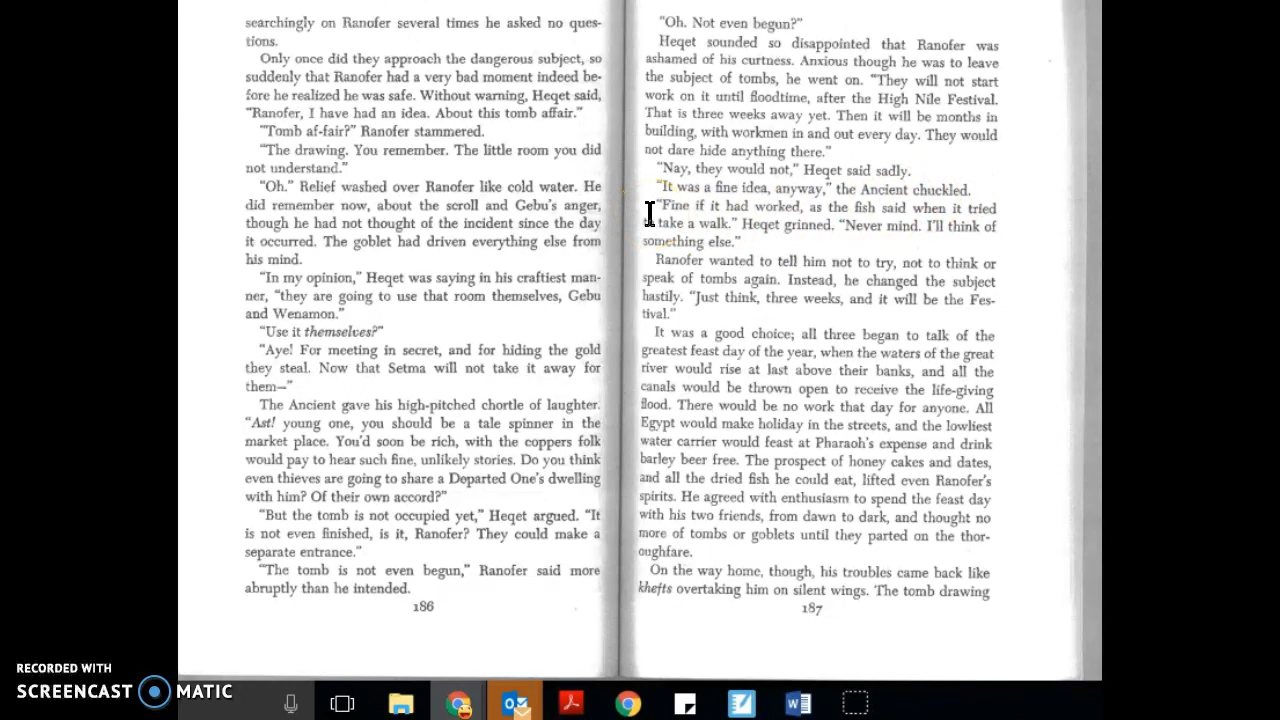 searchingly on Ranofer several times he asked no ques-
tions.
Only once did they approach the dangerous subject, so
suddenly that Ranofer had a very bad moment indeed be-
fore he realized he was safe. Without warning, Heqet said,
"Ranofer, I have had an idea. About this tomb affair."
"Tomb af-fair?" Ranofer stammered.
"The drawing. You remember. The little room you did
not understand."
"Oh." Relief washed over Ranofer like cold water. He
did remember now, about the scroll and Gebu's anger,
though he had not thought of the incident since the day
it occurred. The goblet had driven everything else from
his mind.
"In my opinion," Heqet was saying in his craftiest man-
ner, "they are going to use that room themselves, Gebu
and Wenamon."
"Use it themselves?"
"Aye! For meeting in secret, and for hiding the gold
they steal. Now that Setma will not take it away for
them—"
The Ancient gave his high-pitched chortle of laughter.
"Ast! young one, you should be a tale spinner in the
market place. You'd soon be rich, with the coppers folk
would pay to hear such fine, unlikely stories. Do you think
even thieves are going to share a Departed One's dwelling
with him? Of their own accord?"
"But the tomb is not occupied yet," Heqet argued. "It
is not even finished, is it, Ranofer? They could make a
separate entrance."
"The tomb is not even begun," Ranofer said more
abruptly than he intended.
186
"Oh. Not even begun?"
Heqet sounded so disappointed that Ranofer was
ashamed of his curtness. Anxious though he was to leave
the subject of tombs, he went on. "They will not start
work on it until floodtime, after the High Nile Festival.
That is three weeks away yet. Then it will be months in
building, with workmen in and out every day. They would
not dare hide anything there."
"Nay, they would not," Heqet said sadly.
"It was a fine idea, anyway," the Ancient chuckled.
"Fine if it had worked, as the fish said when it tried
to take a walk." Heqet grinned. "Never mind. I'll think of
something else."
Ranofer wanted to tell him not to try, not to think or
speak of tombs again. Instead, he changed the subject
hastily. "Just think, three weeks, and it will be the Fes-
tival."
It was a good choice; all three began to talk of the
greatest feast day of the year, when the waters of the great
river would rise at last above their banks, and all the
canals would be thrown open to receive the life-giving
flood. There would be no work that day for anyone. All
Egypt would make holiday in the streets, and the lowliest
water carrier would feast at Pharaoh's expense and drink
barley beer free. The prospect of honey cakes and dates,
and all the dried fish he could eat, lifted even Ranofer's
spirits. He agreed with enthusiasm to spend the feast day
with his two friends, from dawn to dark, and thought no
more of tombs or goblets until they parted on the thor-
oughfare.
On the way home, though, his troubles came back like
khefts overtaking him on silent wings. The tomb drawing
187
RECORDED WITH
SCREENCAST MATIC